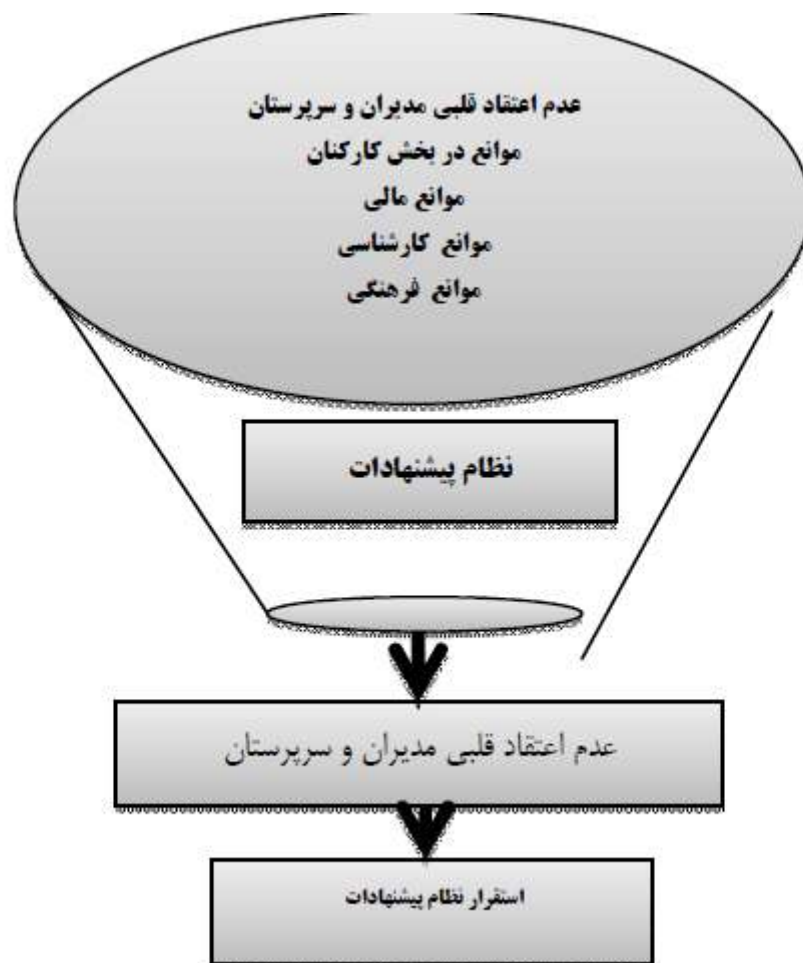 عدم اعتقاد قلبی مدیران و سرپرستان
موانع در بخش کارکنان
موانع مالی
موانع کارشناسی
موانع فرهنگی
نظام پیشنهادات
عدم اعتقاد قلبی مدیران و سرپرستان
استقرار نظام پیشنهادات